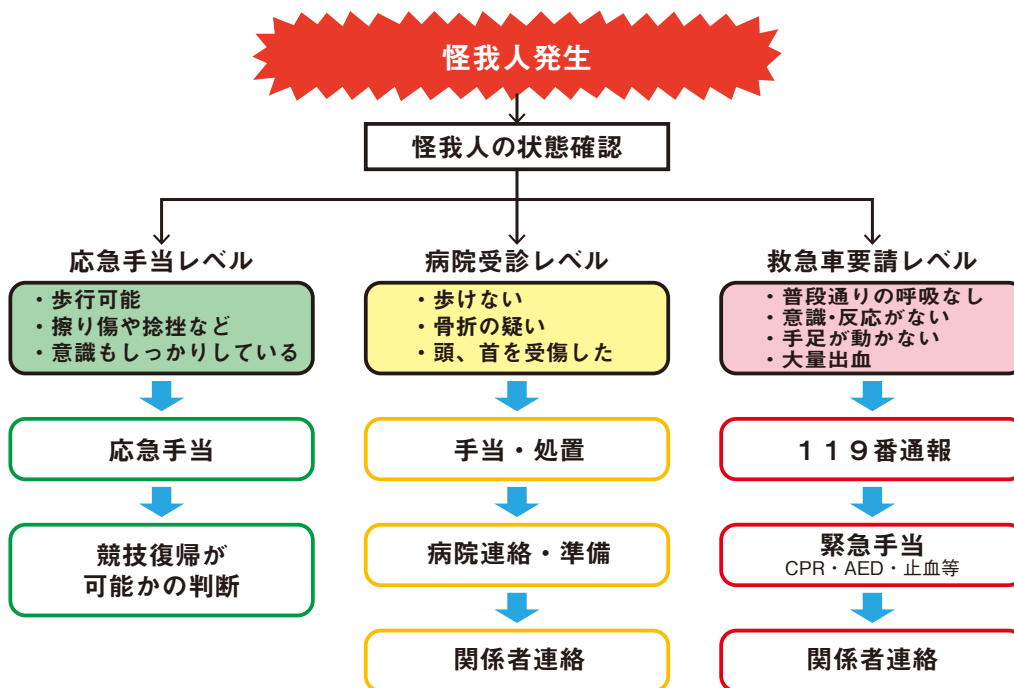 怪我人発生
怪我人の状態確認
応急手当レベル
・歩行可能
・擦り傷や捻挫など
・意識もしっかりしている
応急手当
競技復帰が
可能かの判断
病院受診レベル
・歩けない
・骨折の疑い
・頭、首を受傷した
手当・処置
病院連絡・準備
関係者連絡
救急車要請レベル
・普段通りの呼吸なし
・意識・反応がない
・手足が動かない
・大量出血
１１９番通報
緊急手当
CPR・AED・止血等
関係者連絡